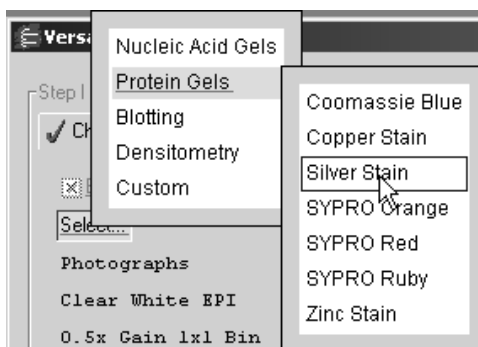 Versa
Nucleic Acid Gels
Protein Gels
Blotting
Densitometry
Custom
Coomassie Blue
Copper Stain
Silver Stain
SYPRO Orange
SYPRO Red
SYPRO Ruby
Zinc Stain
Step I
Ch
Select...
Photographs
Clear White EPI
0.5x Gain 1x1 Bin